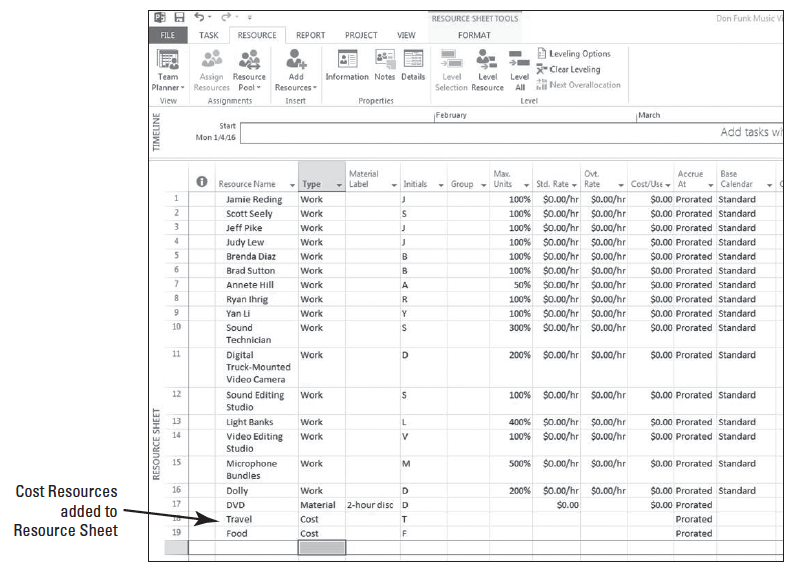 RESOURCE SHEET TOOLS
Don Funk Music V
FILE TASK RESOURCE REPORT PROJECT VIEW FORMAT
Team Planner
Assign Resources
Resource Pool
Add Resources
Information Notes Details
Level Selection
Level Resource
Level All
Leveling Options
Clear Leveling
Next Overallocation
View Assignments Insert Properties Level
TIMELINE
February March
Start
Mon 1/4/16
Add tasks wi
Resource Name Type Material Label Initials Group Max. Units Std. Rate Ovt. Rate Cost/Use Accrue At Base Calendar
1 Jamie Reding Work J 100% $0.00/hr $0.00/hr $0.00 Prorated Standard
2 Scott Seely Work S 100% $0.00/hr $0.00/hr $0.00 Prorated Standard
3 Jeff Pike Work J 100% $0.00/hr $0.00/hr $0.00 Prorated Standard
4 Judy Lew Work J 100% $0.00/hr $0.00/hr $0.00 Prorated Standard
5 Brenda Diaz Work B 100% $0.00/hr $0.00/hr $0.00 Prorated Standard
6 Brad Sutton Work B 100% $0.00/hr $0.00/hr $0.00 Prorated Standard
7 Annete Hill Work A 50% $0.00/hr $0.00/hr $0.00 Prorated Standard
8 Ryan Ihrig Work R 100% $0.00/hr $0.00/hr $0.00 Prorated Standard
9 Yan Li Work Y 100% $0.00/hr $0.00/hr $0.00 Prorated Standard
10 Sound Work S 300% $0.00/hr $0.00/hr $0.00 Prorated Standard
Technician
11 Digital Work D 200% $0.00/hr $0.00/hr $0.00 Prorated Standard
Truck-Mounted
Video Camera
12 Sound Editing Work S 100% $0.00/hr $0.00/hr $0.00 Prorated Standard
Studio
13 Light Banks Work L 400% $0.00/hr $0.00/hr $0.00 Prorated Standard
14 Video Editing Work V 100% $0.00/hr $0.00/hr $0.00 Prorated Standard
Studio
15 Microphone Work M 500% $0.00/hr $0.00/hr $0.00 Prorated Standard
Bundles
16 Dolly Work D 200% $0.00/hr $0.00/hr $0.00 Prorated Standard
17 DVD Material 2-hour disc D $0.00 $0.00 Prorated
18 Travel Cost T Prorated
19 Food Cost F Prorated
RESOURCE SHEET
Cost Resources
added to
Resource Sheet